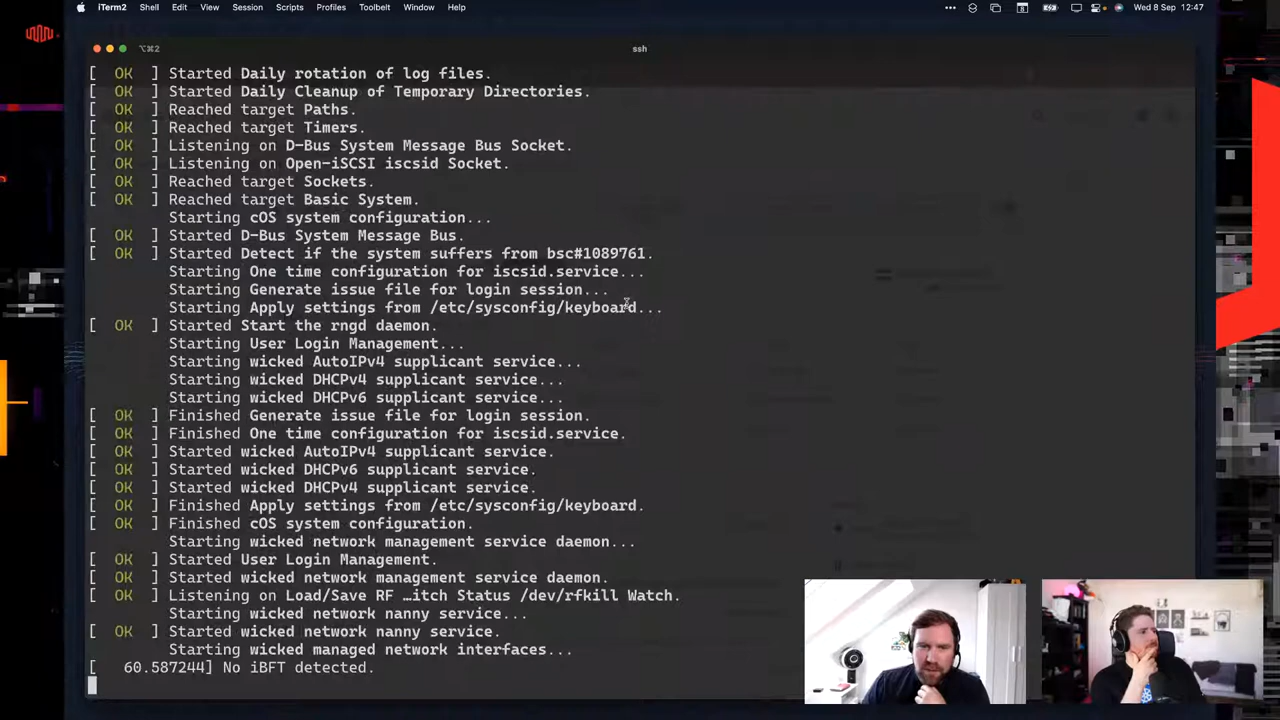 iTerm2 Shell Edit View Session Scripts Profiles Toolbelt Window Help
Wed 8 Sep 12:47
⌥⌘2
ssh
[ OK ] Started Daily rotation of log files.
[ OK ] Started Daily Cleanup of Temporary Directories.
[ OK ] Reached target Paths.
[ OK ] Reached target Timers.
[ OK ] Listening on D-Bus System Message Bus Socket.
[ OK ] Listening on Open-iSCSI iscsid Socket.
[ OK ] Reached target Sockets.
[ OK ] Reached target Basic System.
Starting cOS system configuration...
[ OK ] Started D-Bus System Message Bus.
[ OK ] Started Detect if the system suffers from bsc#1089761.
Starting One time configuration for iscsid.service...
Starting Generate issue file for login session...
Starting Apply settings from /etc/sysconfig/keyboard...
[ OK ] Started Start the rngd daemon.
Starting User Login Management...
Starting wicked AutoIPv4 supplicant service...
Starting wicked DHCPv4 supplicant service...
Starting wicked DHCPv6 supplicant service...
[ OK ] Finished Generate issue file for login session.
[ OK ] Finished One time configuration for iscsid.service.
[ OK ] Started wicked AutoIPv4 supplicant service.
[ OK ] Started wicked DHCPv6 supplicant service.
[ OK ] Started wicked DHCPv4 supplicant service.
[ OK ] Finished Apply settings from /etc/sysconfig/keyboard.
[ OK ] Finished cOS system configuration.
Starting wicked network management service daemon...
[ OK ] Started User Login Management.
[ OK ] Started wicked network management service daemon.
[ OK ] Listening on Load/Save RF …itch Status /dev/rfkill Watch.
Starting wicked network nanny service...
[ OK ] Started wicked network nanny service.
Starting wicked managed network interfaces...
[ 60.587244] No iBFT detected.